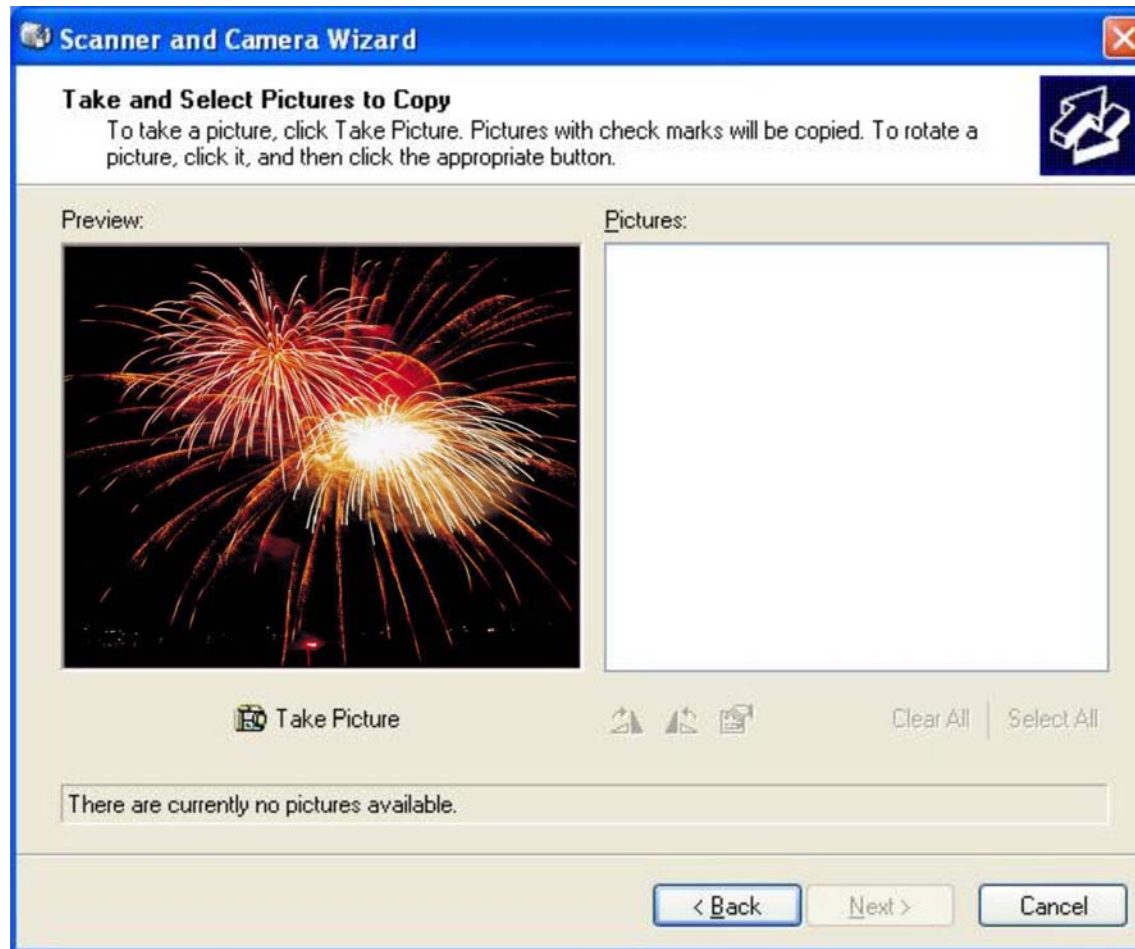 Scanner and Camera Wizard
Take and Select Pictures to Copy
To take a picture, click Take Picture. Pictures with check marks will be copied. To rotate a
picture, click it, and then click the appropriate button.
Preview:
Pictures:
Take Picture
Clear All
Select All
There are currently no pictures available.
< Back
Next >
Cancel